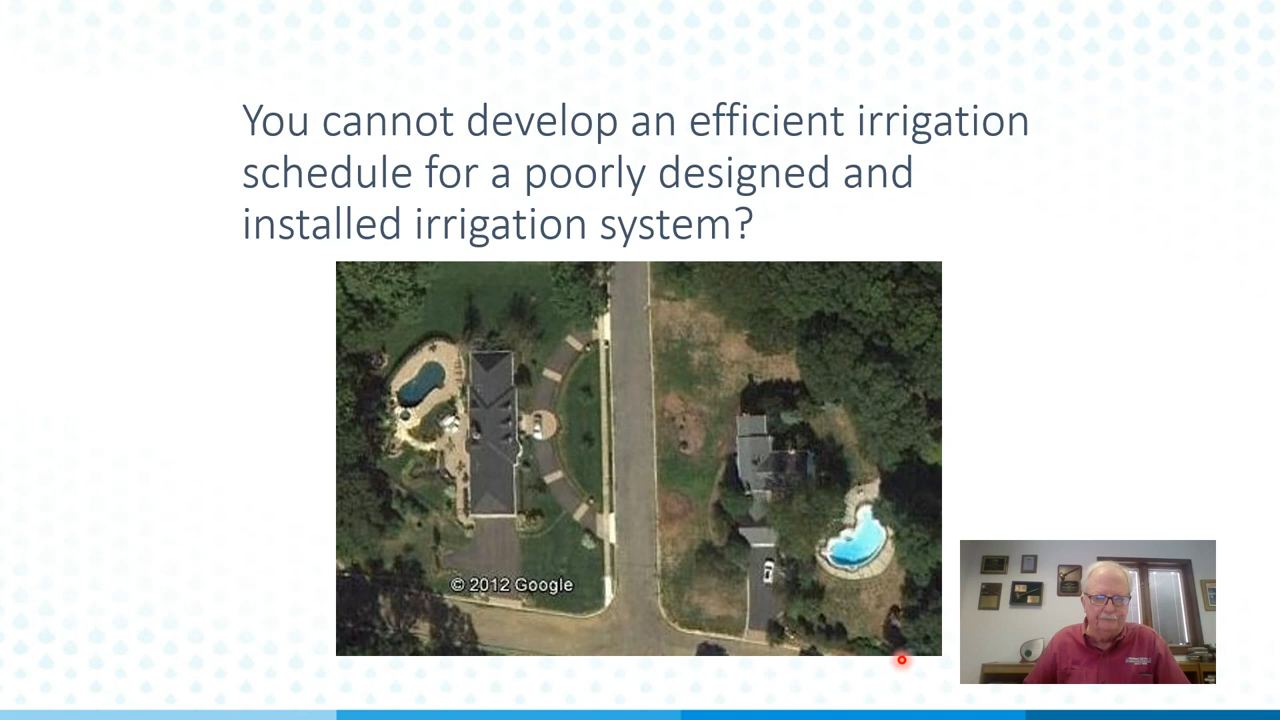 You cannot develop an efficient irrigation
schedule for a poorly designed and
installed irrigation system?
© 2012 Google